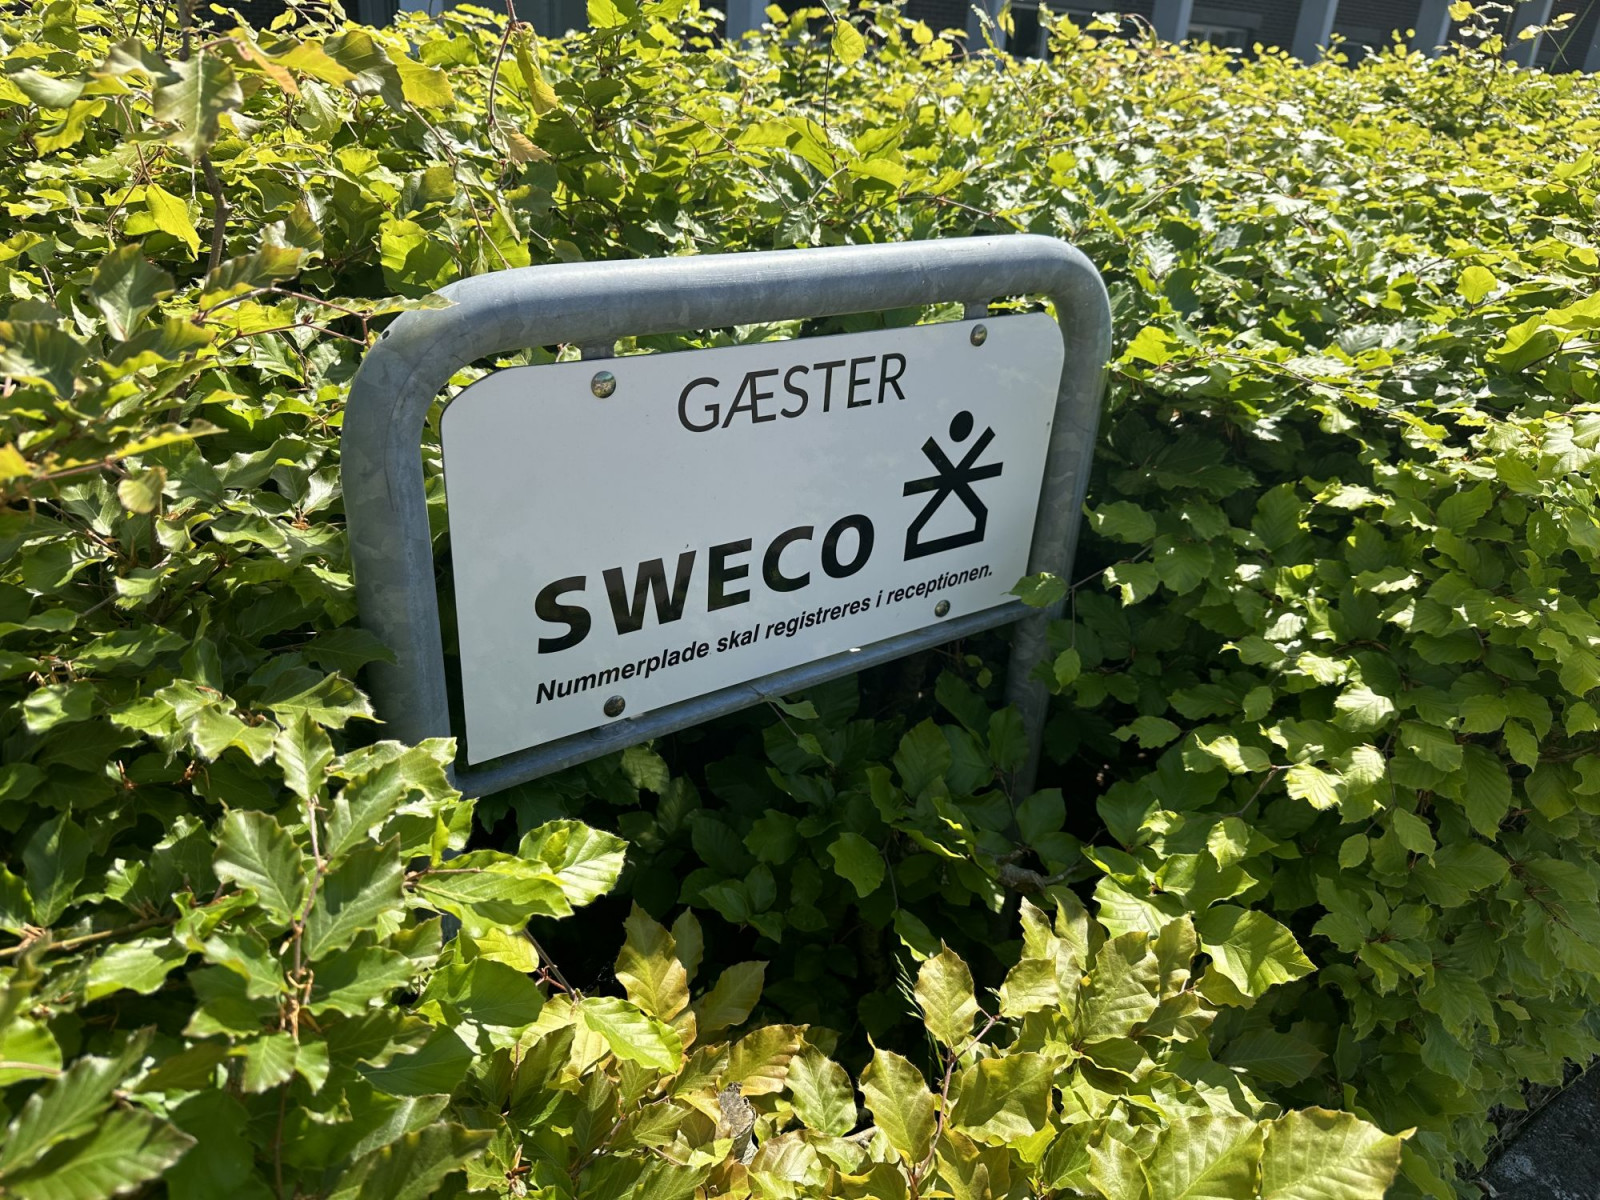 GÆSTER
SWECO
Nummerplade skal registreres i receptionen.